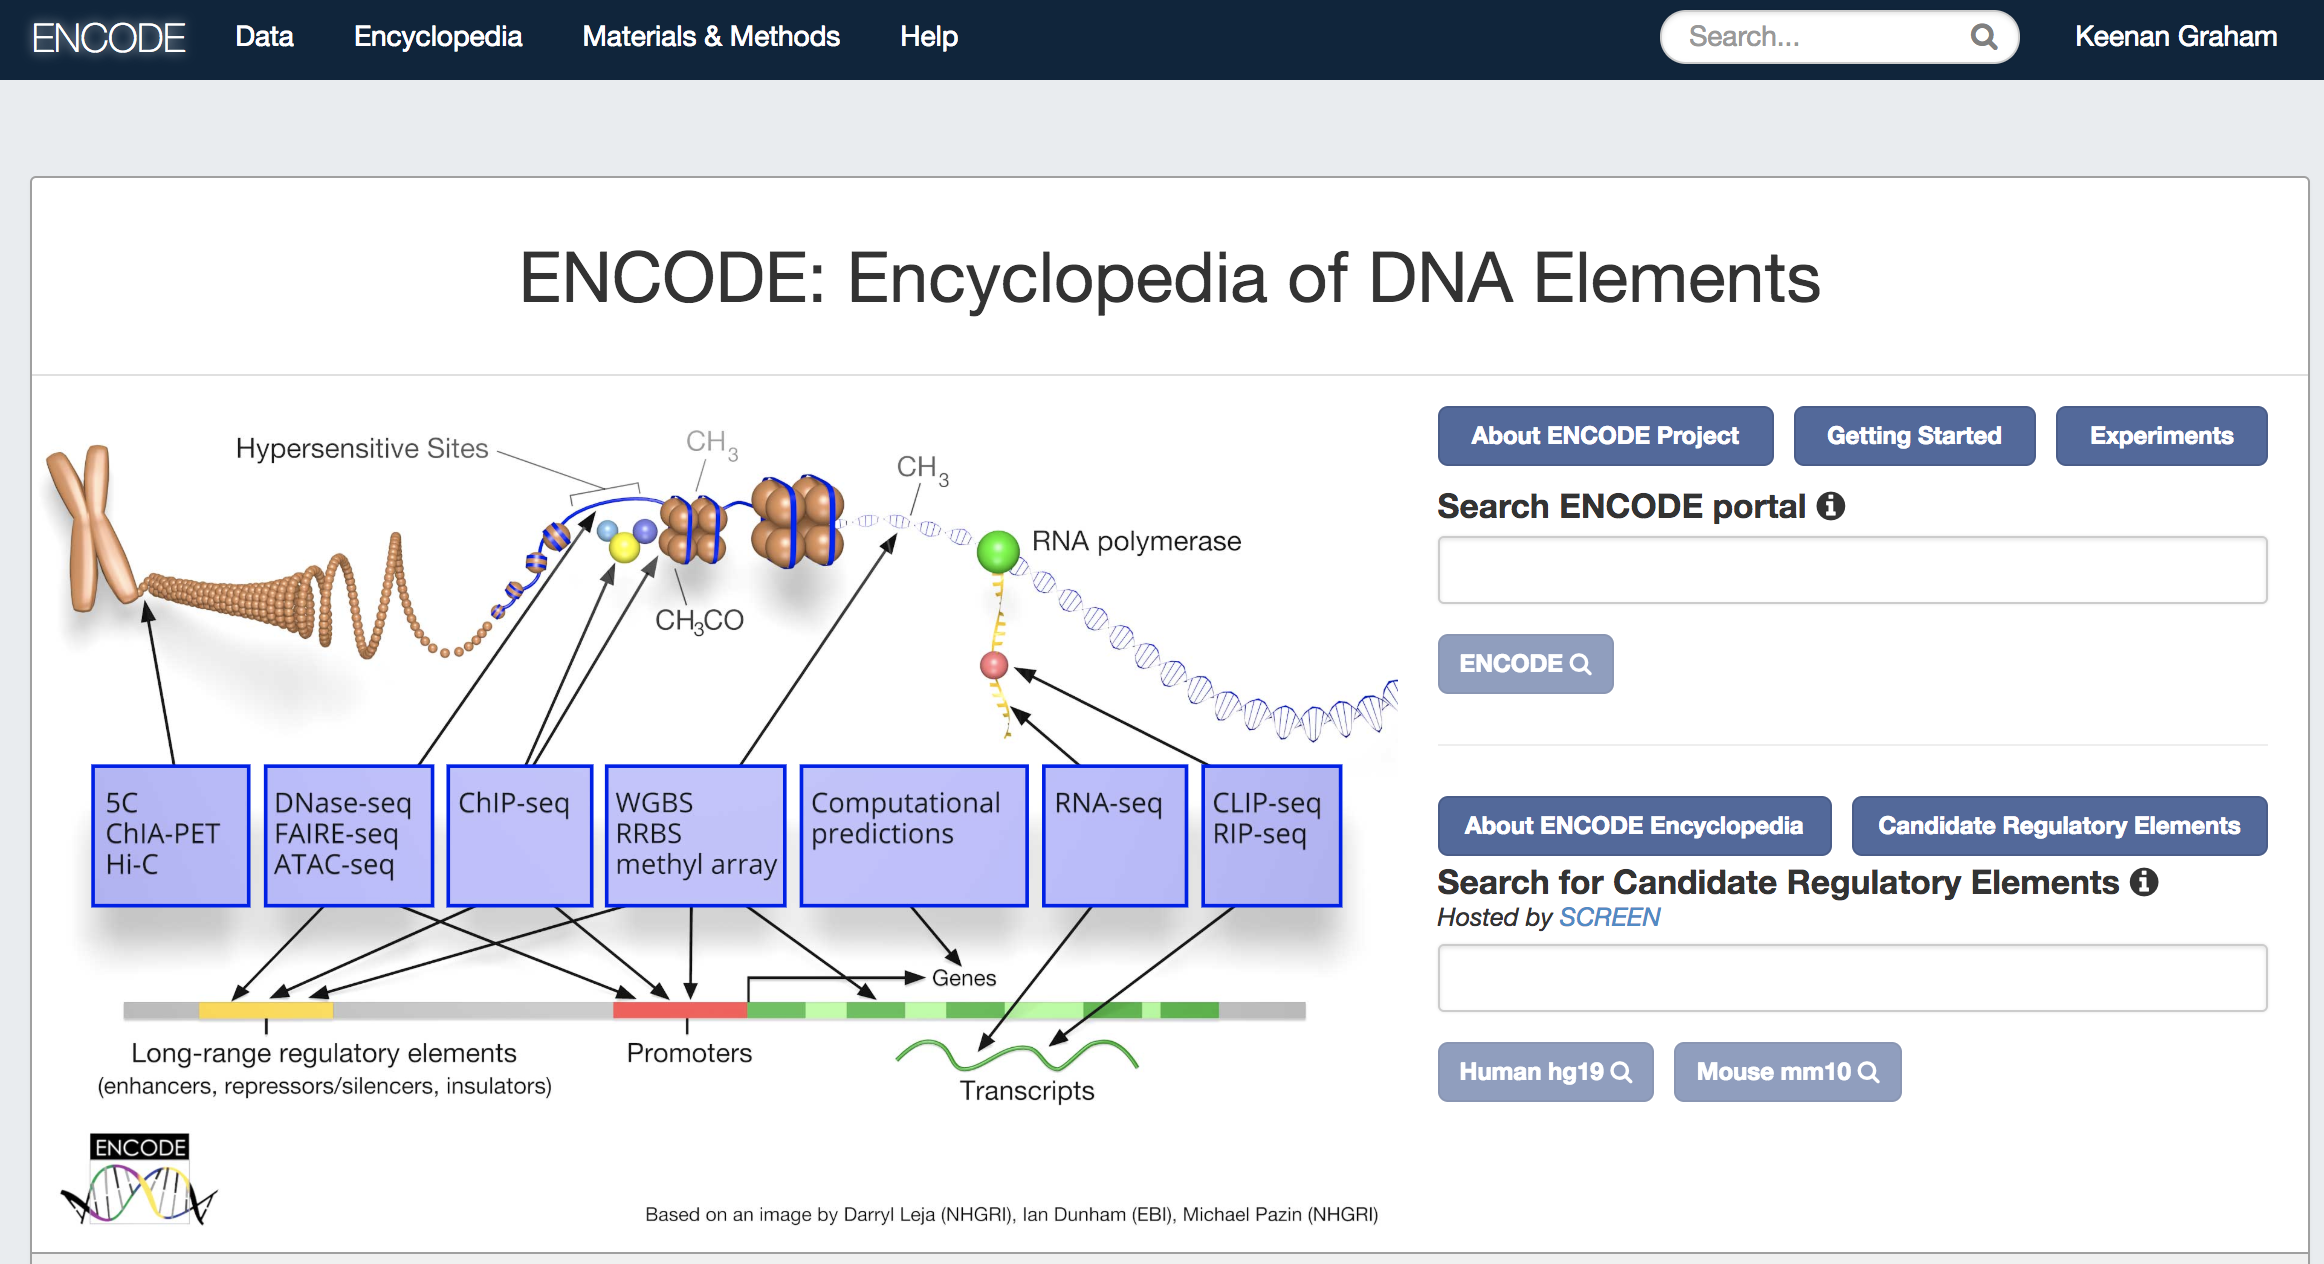 ENCODE Data Encyclopedia Materials & Methods Help Search... Keenan Graham
ENCODE: Encyclopedia of DNA Elements
Hypersensitive Sites
CH3
CH3
RNA polymerase
CH3CO
5C
ChIA-PET
Hi-C
DNase-seq
FAIRE-seq
ATAC-seq
ChIP-seq
WGBS
RRBS
methyl array
Computational
predictions
RNA-seq
CLIP-seq
RIP-seq
Genes
Long-range regulatory elements
(enhancers, repressors/silencers, insulators)
Promoters
Transcripts
ENCODE
Based on an image by Darryl Leja (NHGRI), Ian Dunham (EBI), Michael Pazin (NHGRI)
About ENCODE Project Getting Started Experiments
Search ENCODE portal
ENCODE
About ENCODE Encyclopedia Candidate Regulatory Elements
Search for Candidate Regulatory Elements
Hosted by SCREEN
Human hg19 Mouse mm10